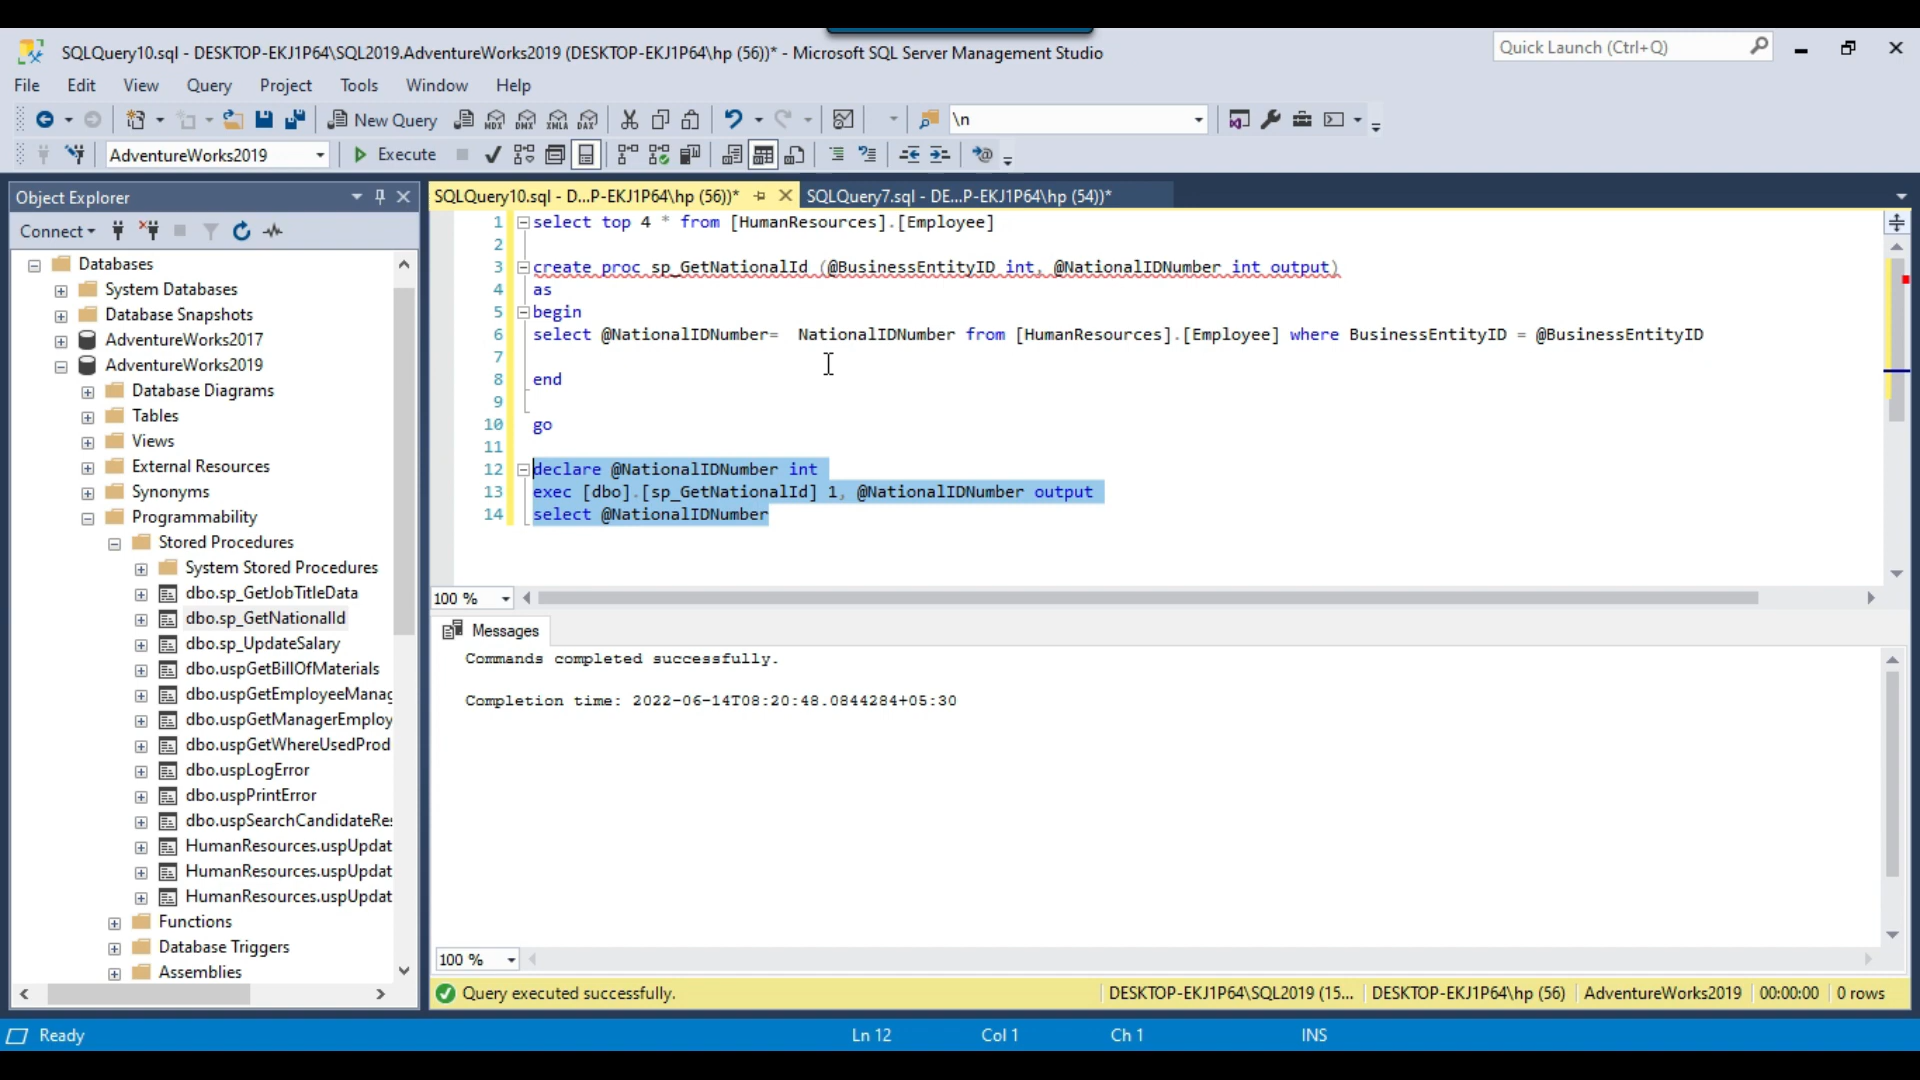 SQLQuery10.sql - DESKTOP-EKJ1P64\SQL2019.AdventureWorks2019 (DESKTOP-EKJ1P64\hp (56))* - Microsoft SQL Server Management Studio
Quick Launch (Ctrl+Q)
File Edit View Query Project Tools Window Help
New Query
MDX DMX XMLA DAX
\n
AdventureWorks2019
Execute
Object Explorer
SQLQuery10.sql - D...P-EKJ1P64\hp (56))*
SQLQuery7.sql - DE...P-EKJ1P64\hp (54))*
Connect
Databases
System Databases
Database Snapshots
AdventureWorks2017
AdventureWorks2019
Database Diagrams
Tables
Views
External Resources
Synonyms
Programmability
Stored Procedures
System Stored Procedures
dbo.sp_GetJobTitleData
dbo.sp_GetNationalId
dbo.sp_UpdateSalary
dbo.uspGetBillOfMaterials
dbo.uspGetEmployeeManag
dbo.uspGetManagerEmploy
dbo.uspGetWhereUsedProd
dbo.uspLogError
dbo.uspPrintError
dbo.uspSearchCandidateRes
HumanResources.uspUpdat
HumanResources.uspUpdat
HumanResources.uspUpdat
Functions
Database Triggers
Assemblies
1 select top 4 * from [HumanResources].[Employee]
2
3 create proc sp_GetNationalId (@BusinessEntityID int, @NationalIDNumber int output)
4 as
5 begin
6 select @NationalIDNumber=  NationalIDNumber from [HumanResources].[Employee] where BusinessEntityID = @BusinessEntityID
7
8 end
9
10 go
11
12 declare @NationalIDNumber int
13 exec [dbo].[sp_GetNationalId] 1, @NationalIDNumber output
14 select @NationalIDNumber
100 %
Messages
Commands completed successfully.
Completion time: 2022-06-14T08:20:48.0844284+05:30
100 %
Query executed successfully.
DESKTOP-EKJ1P64\SQL2019 (15... DESKTOP-EKJ1P64\hp (56) AdventureWorks2019 00:00:00 0 rows
Ready
Ln 12 Col 1 Ch 1 INS